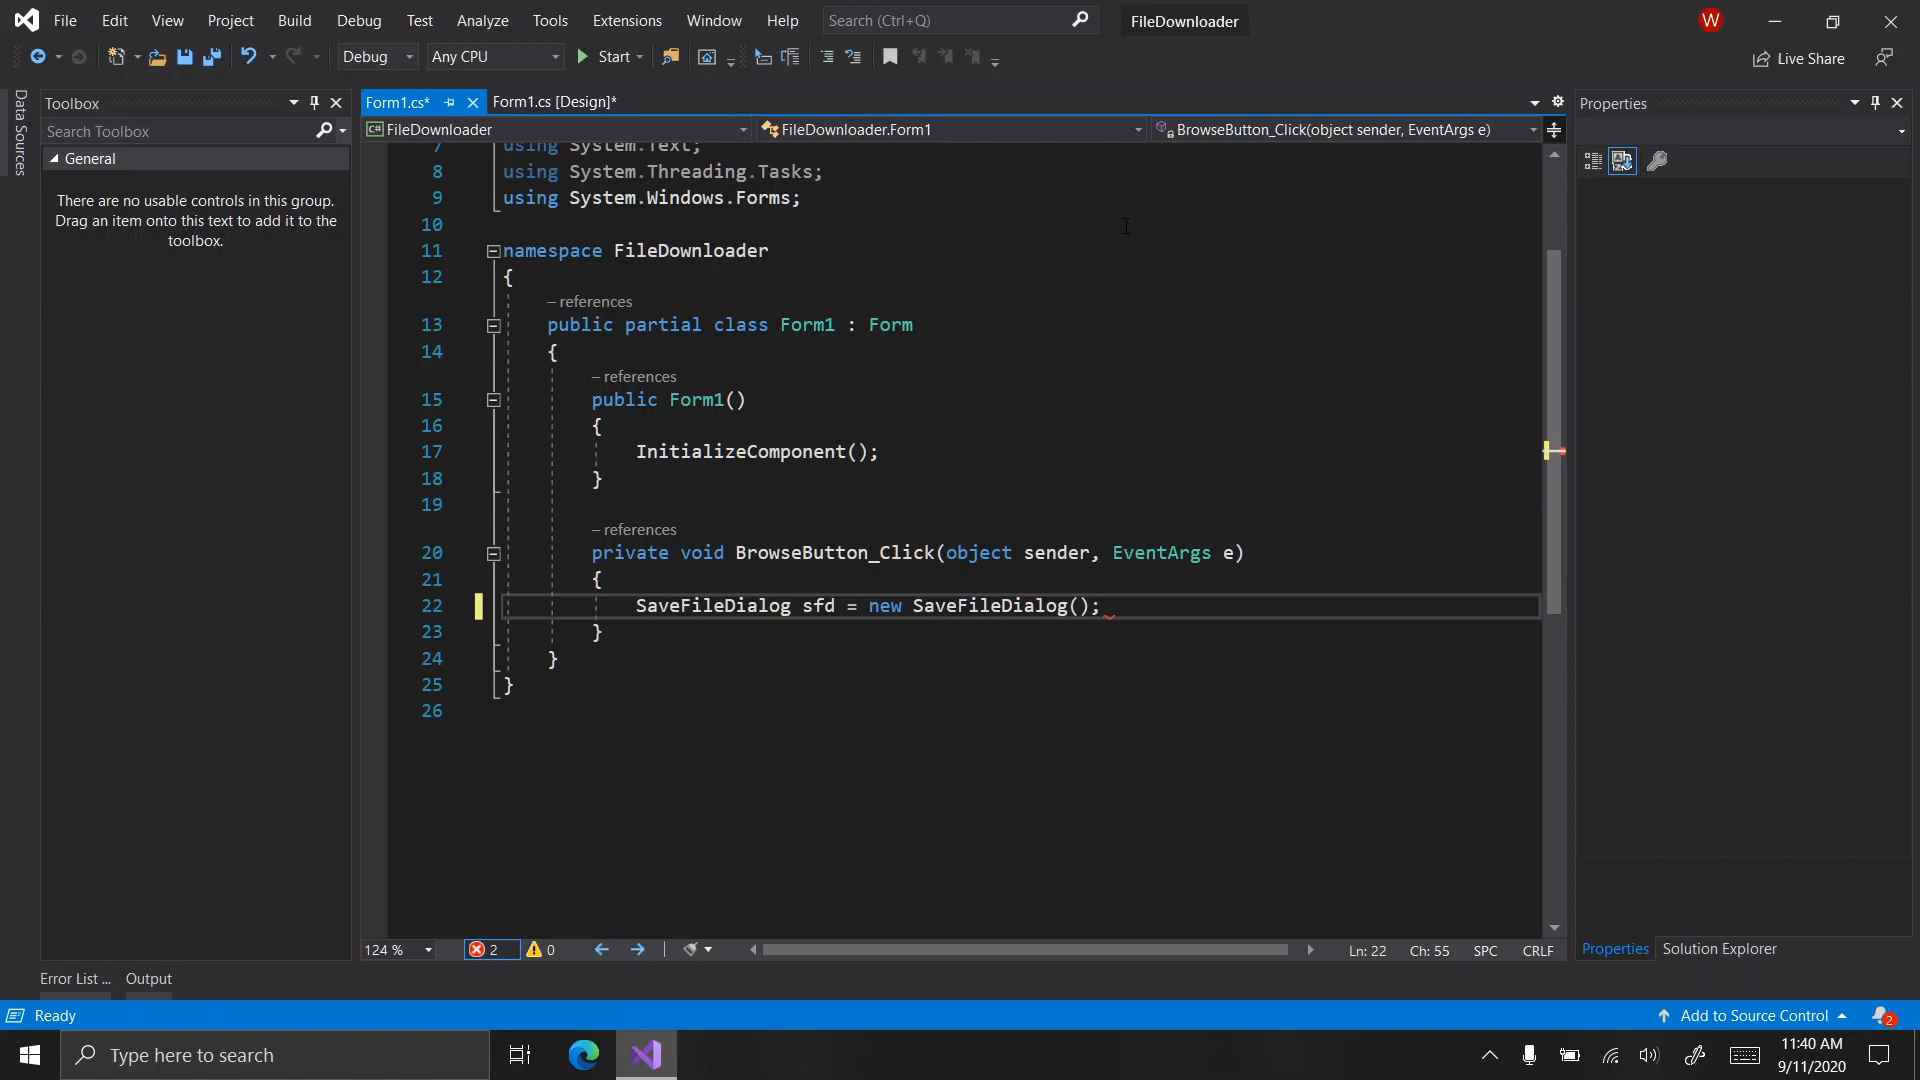 File Edit View Project Build Debug Test Analyze Tools Extensions Window Help Search (Ctrl+Q) FileDownloader W
Debug Any CPU Start Live Share
Data Sources
Toolbox
Search Toolbox
General
There are no usable controls in this group.
Drag an item onto this text to add it to the
toolbox.
Form1.cs* Form1.cs [Design]*
C# FileDownloader FileDownloader.Form1 BrowseButton_Click(object sender, EventArgs e)
7 using System.Text;
8 using System.Threading.Tasks;
9 using System.Windows.Forms;
10
11 namespace FileDownloader
12 {
– references
13 public partial class Form1 : Form
14 {
– references
15 public Form1()
16 {
17 InitializeComponent();
18 }
19
– references
20 private void BrowseButton_Click(object sender, EventArgs e)
21 {
22 SaveFileDialog sfd = new SaveFileDialog();
23 }
24 }
25 }
26
124 % 2 0 Ln: 22 Ch: 55 SPC CRLF
Properties
Properties Solution Explorer
Error List ... Output
Ready Add to Source Control 2
Type here to search
11:40 AM
9/11/2020